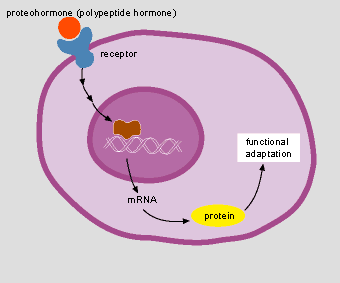 proteohormone (polypeptide hormone)
receptor
functional
adaptation
mRNA
protein